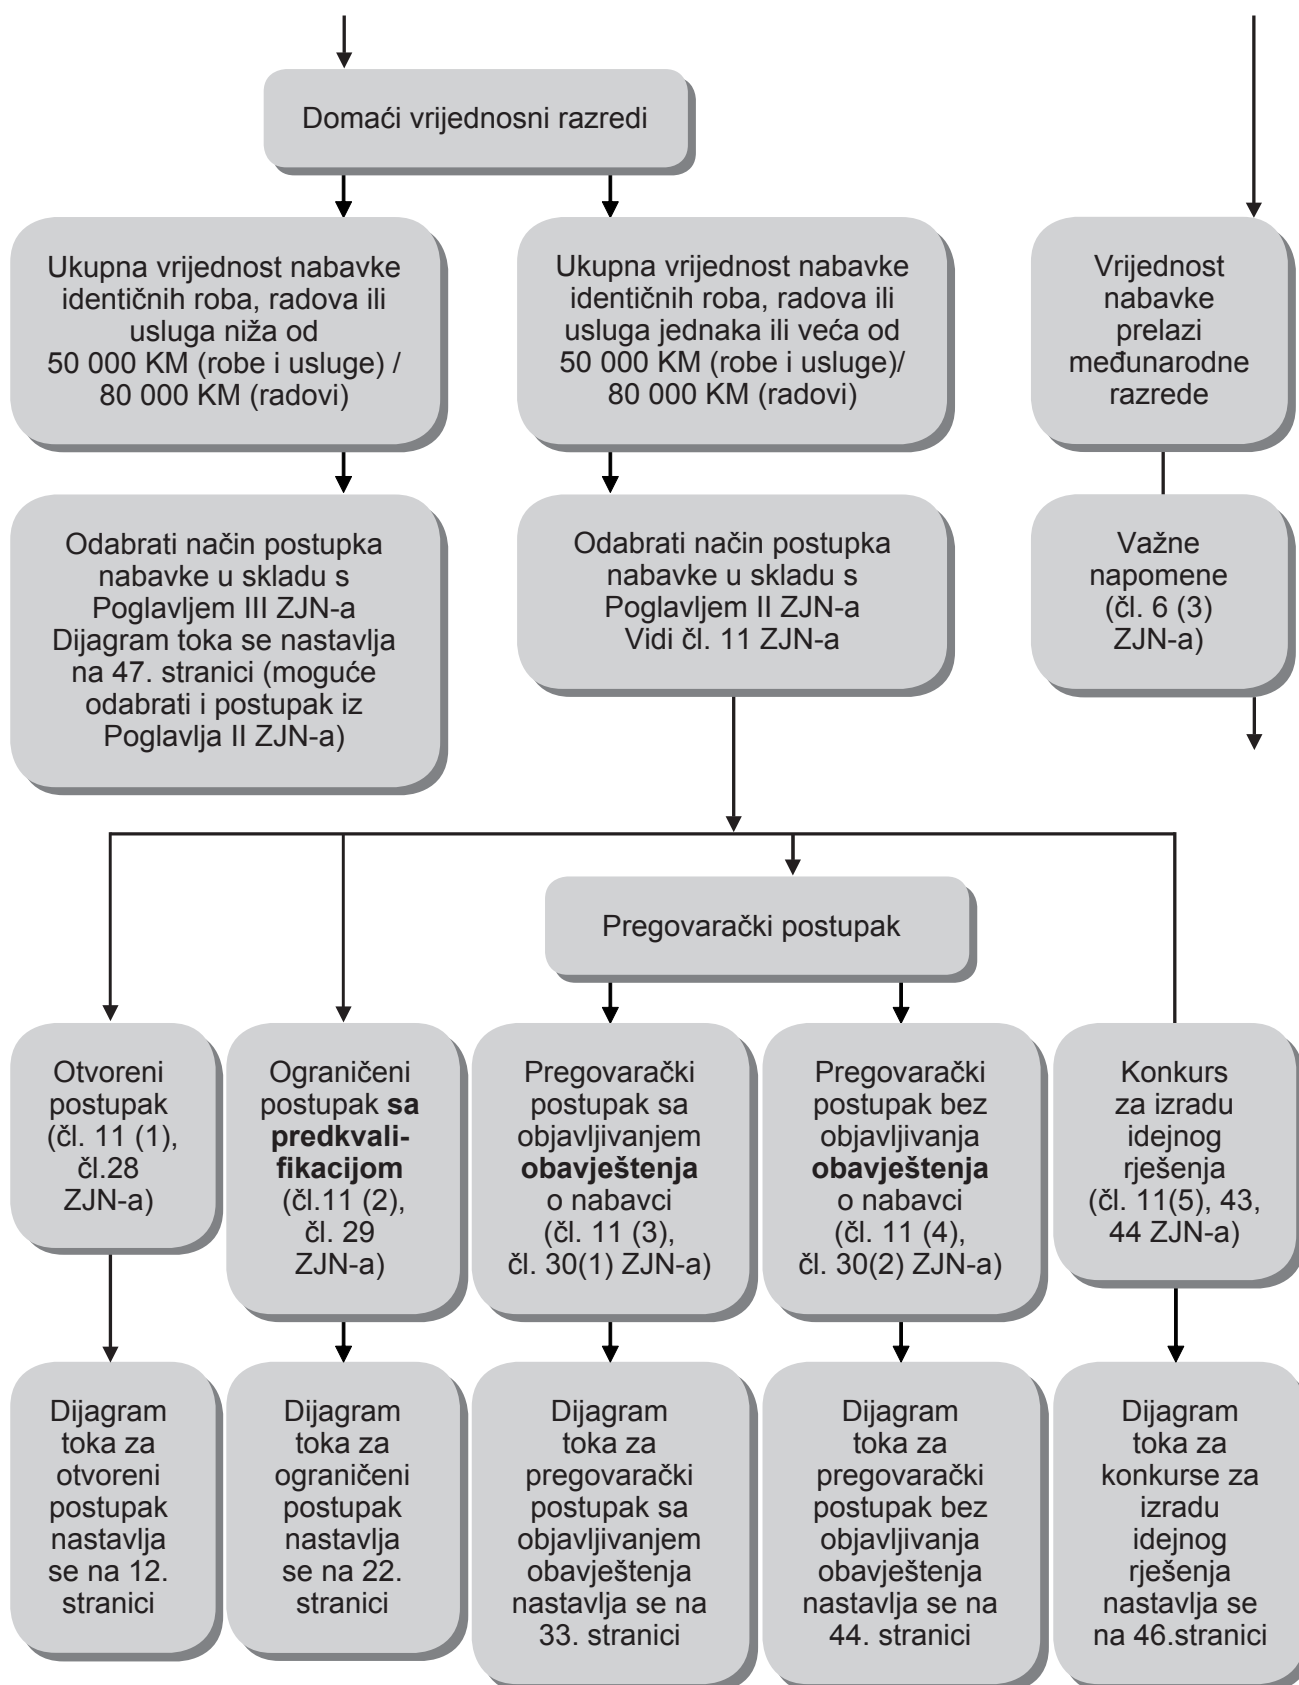 Domaći vrijednosni razredi
Ukupna vrijednost nabavke
identičnih roba, radova ili
usluga niža od
50 000 KM (robe i usluge) /
80 000 KM (radovi)
Ukupna vrijednost nabavke
identičnih roba, radova ili
usluga jednaka ili veća od
50 000 KM (robe i usluge)/
80 000 KM (radovi)
Vrijednost
nabavke
prelazi
međunarodne
razrede
Odabrati način postupka
nabavke u skladu s
Poglavljem III ZJN-a
Dijagram toka se nastavlja
na 47. stranici (moguće
odabrati i postupak iz
Poglavlja II ZJN-a)
Odabrati način postupka
nabavke u skladu s
Poglavljem II ZJN-a
Vidi čl. 11 ZJN-a
Važne
napomene
(čl. 6 (3)
ZJN-a)
Pregovarački postupak
Otvoreni
postupak
(čl. 11 (1),
čl.28
ZJN-a)
Ograničeni
postupak sa
predkvali-
fikacijom
(čl.11 (2),
čl. 29
ZJN-a)
Pregovarački
postupak sa
objavljivanjem
obavještenja
o nabavci
(čl. 11 (3),
čl. 30(1) ZJN-a)
Pregovarački
postupak bez
objavljivanja
obavještenja
o nabavci
(čl. 11 (4),
čl. 30(2) ZJN-a)
Konkurs
za izradu
idejnog
rješenja
(čl. 11(5), 43,
44 ZJN-a)
Dijagram
toka za
otvoreni
postupak
nastavlja
se na 12.
stranici
Dijagram
toka za
ograničeni
postupak
nastavlja
se na 22.
stranici
Dijagram
toka za
pregovarački
postupak sa
objavljivanjem
obavještenja
nastavlja se na
33. stranici
Dijagram
toka za
pregovarački
postupak bez
objavljivanja
obavještenja
nastavlja se na
44. stranici
Dijagram
toka za
konkurse za
izradu
idejnog
rješenja
nastavlja se
na 46.stranici